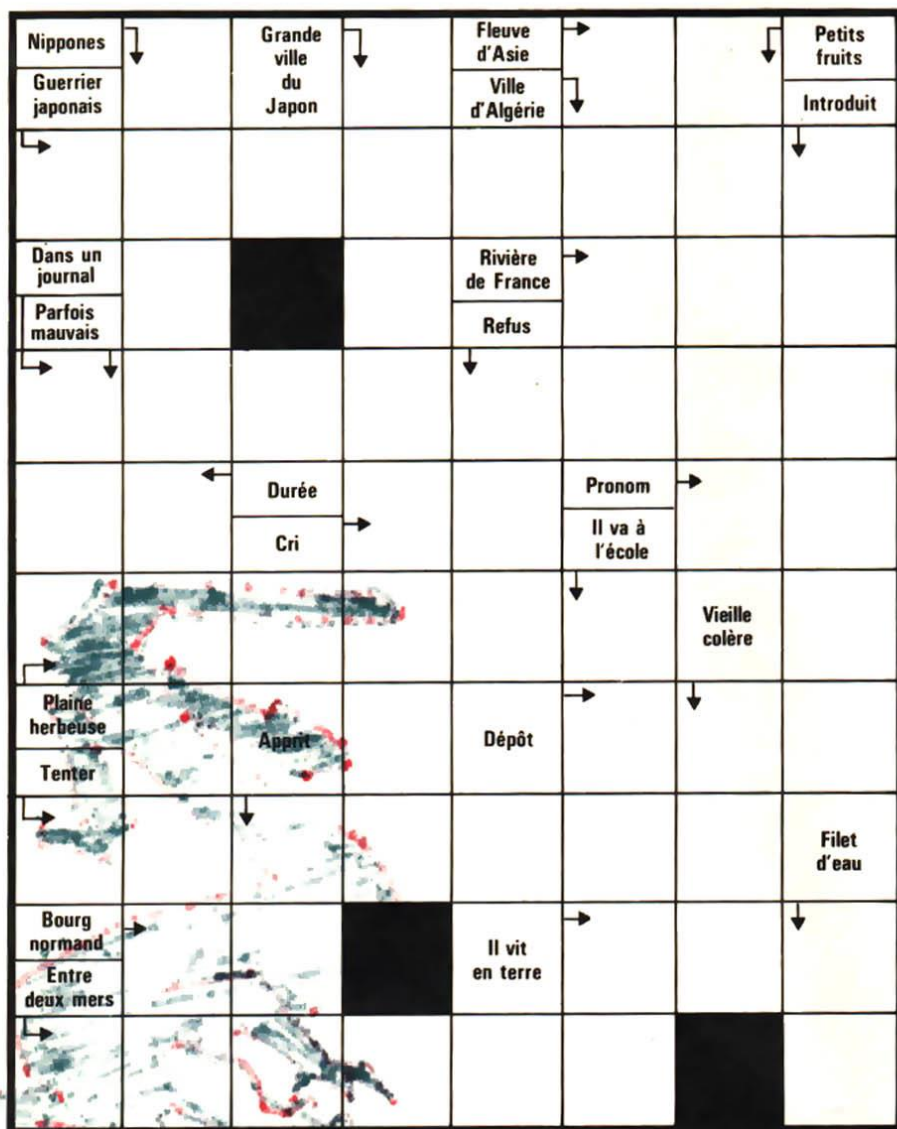 Nippones
Guerrier
japonais
Grande
ville
du
Japon
Fleuve
d'Asie
Ville
d'Algérie
Petits
fruits
Introduit
Dans un
journal
Parfois
mauvais
Rivière
de France
Refus
Durée
Cri
Pronom
Il va à
l'école
Vieille
colère
Plaine
herbeuse
Tenter
Apprit
Dépôt
Filet
d'eau
Bourg
normand
Entre
deux mers
Il vit
en terre